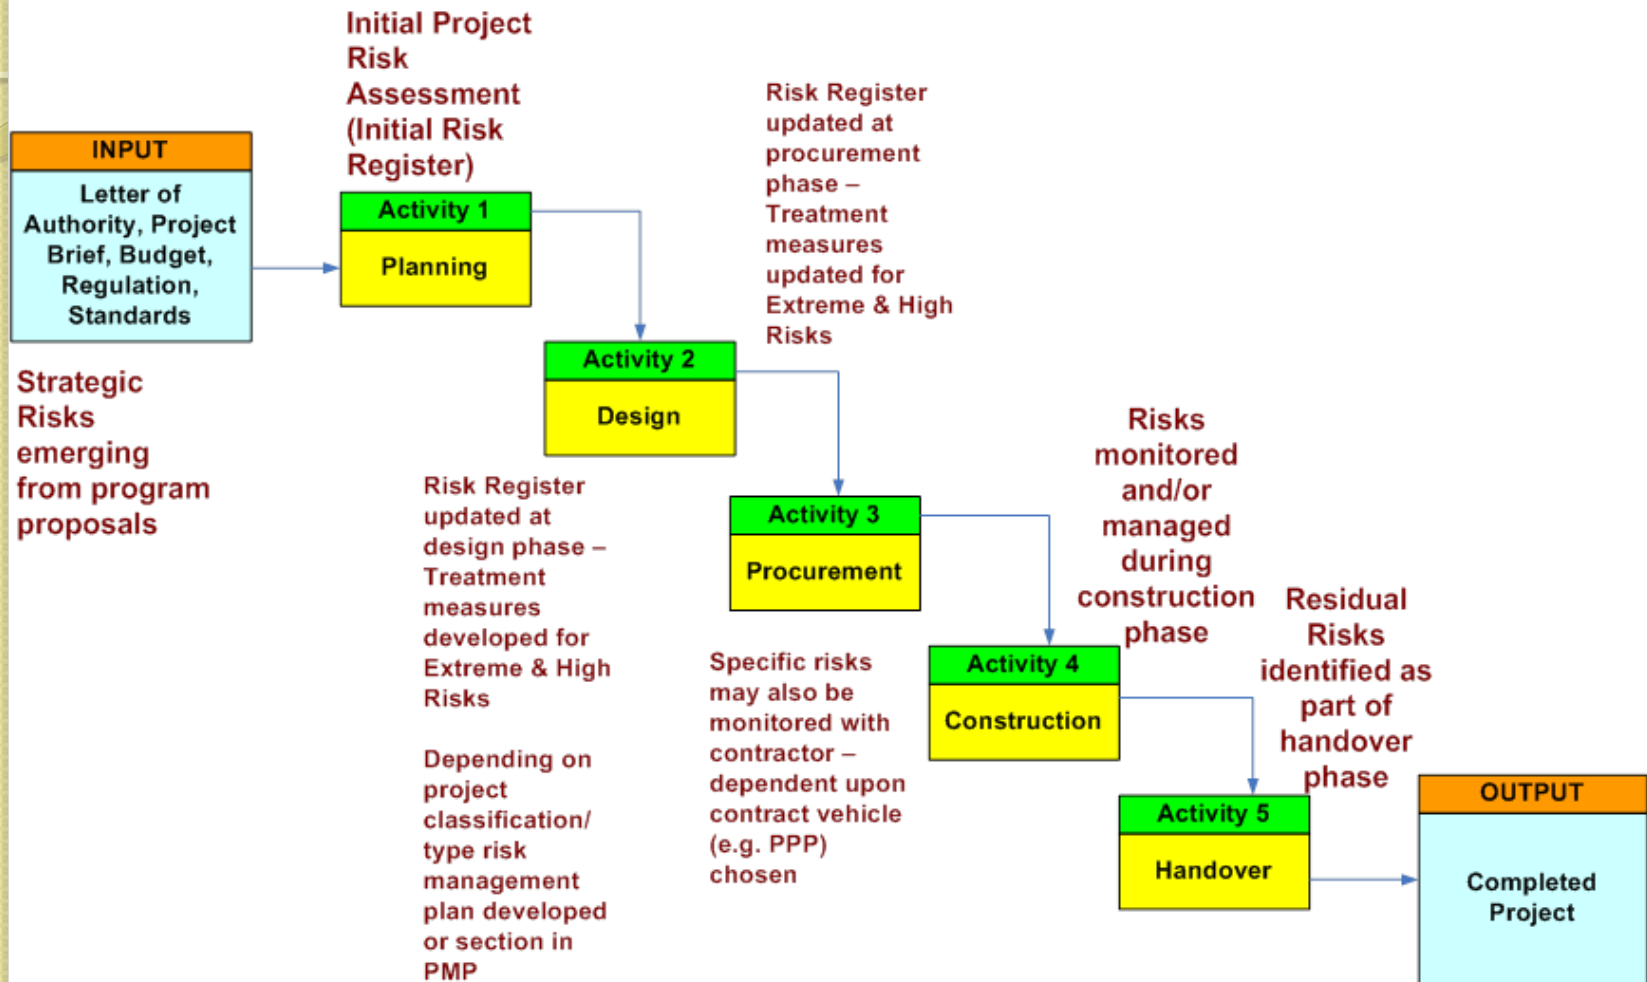 Initial Project
Risk
Assessment
(Initial Risk
Register)
INPUT
Letter of
Authority, Project
Brief, Budget,
Regulation,
Standards
Strategic
Risks
emerging
from program
proposals
Activity 1
Planning
Risk Register
updated at
procurement
phase –
Treatment
measures
updated for
Extreme & High
Risks
Activity 2
Design
Risk Register
updated at
design phase –
Treatment
measures
developed for
Extreme & High
Risks
Depending on
project
classification/
type risk
management
plan developed
or section in
PMP
Activity 3
Procurement
Specific risks
may also be
monitored with
contractor –
dependent upon
contract vehicle
(e.g. PPP)
chosen
Risks
monitored
and/or
managed
during
construction
phase
Activity 4
Construction
Residual
Risks
identified as
part of
handover
phase
Activity 5
Handover
OUTPUT
Completed
Project